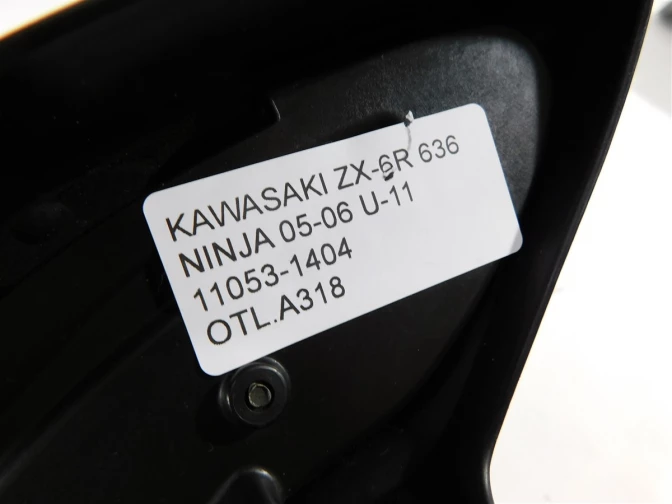 KAWASAKI ZX-6R 636
NINJA 05-06 U-11
11053-1404
OTL.A318